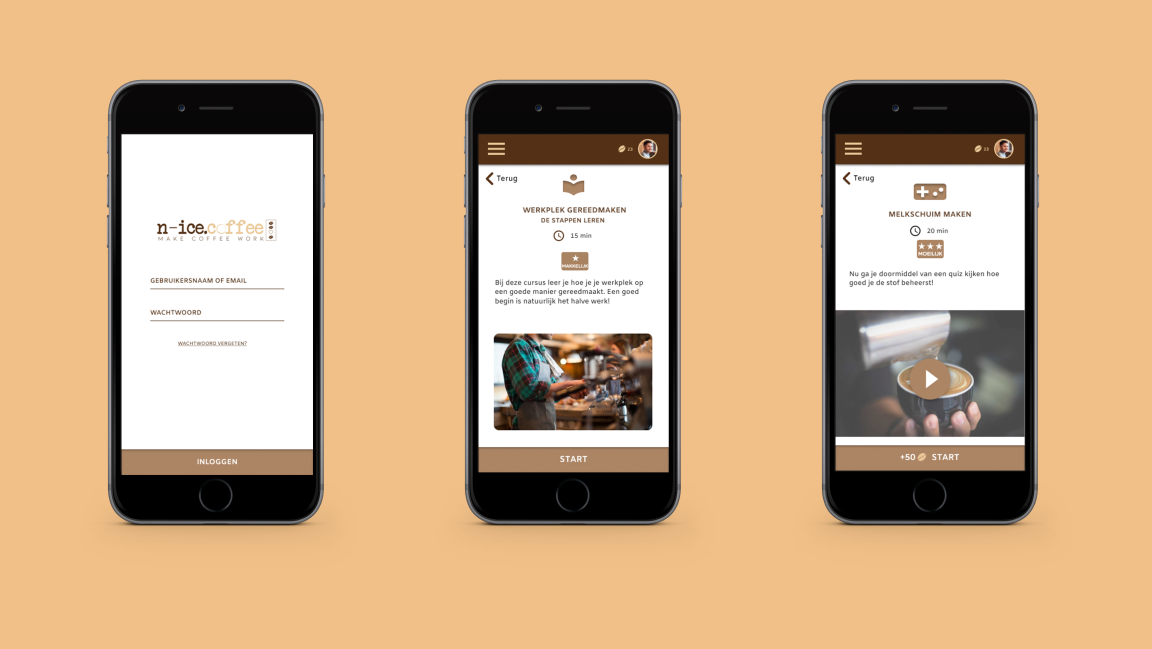 n-ice.coffee
MAKE COFFEE WORK
GEBRUIKERSNAAM OF EMAIL
WACHTWOORD
WACHTWOORD VERGETEN?
INLOGGEN
23
Terug
WERKPLEK GEREEDMAKEN
DE STAPPEN LEREN
15 min
MAKKELIJK
Bij deze cursus leer je hoe je je werkplek op
een goede manier gereedmaakt. Een goed
begin is natuurlijk het halve werk!
START
23
Terug
MELKSCHUIM MAKEN
20 min
MOEILIJK
Nu ga je doormiddel van een quiz kijken hoe
goed je de stof beheerst!
+50 START